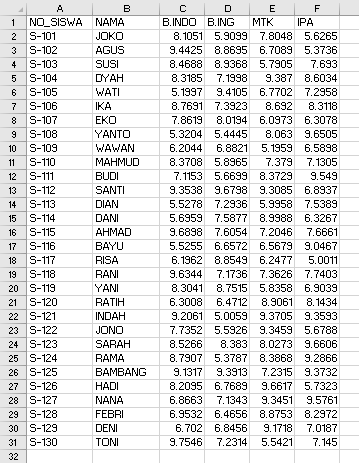 A B C D E F
1 NO_SISWA NAMA B.INDO B.ING MTK IPA
2 S-101 JOKO 8.1051 5.9099 7.8048 5.6265
3 S-102 AGUS 9.4425 8.8695 6.7089 5.3736
4 S-103 SUSI 8.4688 8.9368 5.7905 7.693
5 S-104 DYAH 8.3185 7.1998 9.387 8.6034
6 S-105 WATI 5.1997 9.4105 6.7702 7.2958
7 S-106 IKA 8.7691 7.3923 8.692 8.3118
8 S-107 EKO 7.8619 8.0194 6.0973 6.3078
9 S-108 YANTO 5.3204 5.4445 8.063 9.6505
10 S-109 WAWAN 6.2044 6.8821 5.1959 6.5898
11 S-110 MAHMUD 8.3708 5.8965 7.379 7.1305
12 S-111 BUDI 7.1153 5.6699 8.3729 9.549
13 S-112 SANTI 9.3538 9.6798 9.3085 6.8937
14 S-113 DIAN 5.5278 7.2936 5.9958 7.5389
15 S-114 DANI 5.6959 7.5877 8.9988 6.3267
16 S-115 AHMAD 9.6898 7.6054 7.2046 7.6661
17 S-116 BAYU 5.5255 6.6572 6.5679 9.0467
18 S-117 RISA 6.1962 8.8549 6.2477 5.0011
19 S-118 RANI 9.6344 7.1736 7.3626 7.7403
20 S-119 YANI 8.3041 8.7515 5.8358 6.9039
21 S-120 RATIH 6.3008 6.4712 8.9061 8.1434
22 S-121 INDAH 9.2061 5.0059 9.3705 9.3593
23 S-122 JONO 7.7352 5.5926 9.3459 5.6788
24 S-123 SARAH 8.5266 8.383 8.0273 9.6606
25 S-124 RAMA 8.7907 5.3787 8.3868 9.2866
26 S-125 BAMBANG 9.1317 9.3913 7.2315 9.3732
27 S-126 HADI 8.2095 6.7689 9.6617 5.7323
28 S-127 NANA 6.8663 7.1343 9.3451 9.5761
29 S-128 FEBRI 6.9532 6.4656 8.8753 8.2972
30 S-129 DENI 6.702 6.8456 9.1718 7.0187
31 S-130 TONI 9.7546 7.2314 5.5421 7.145
32